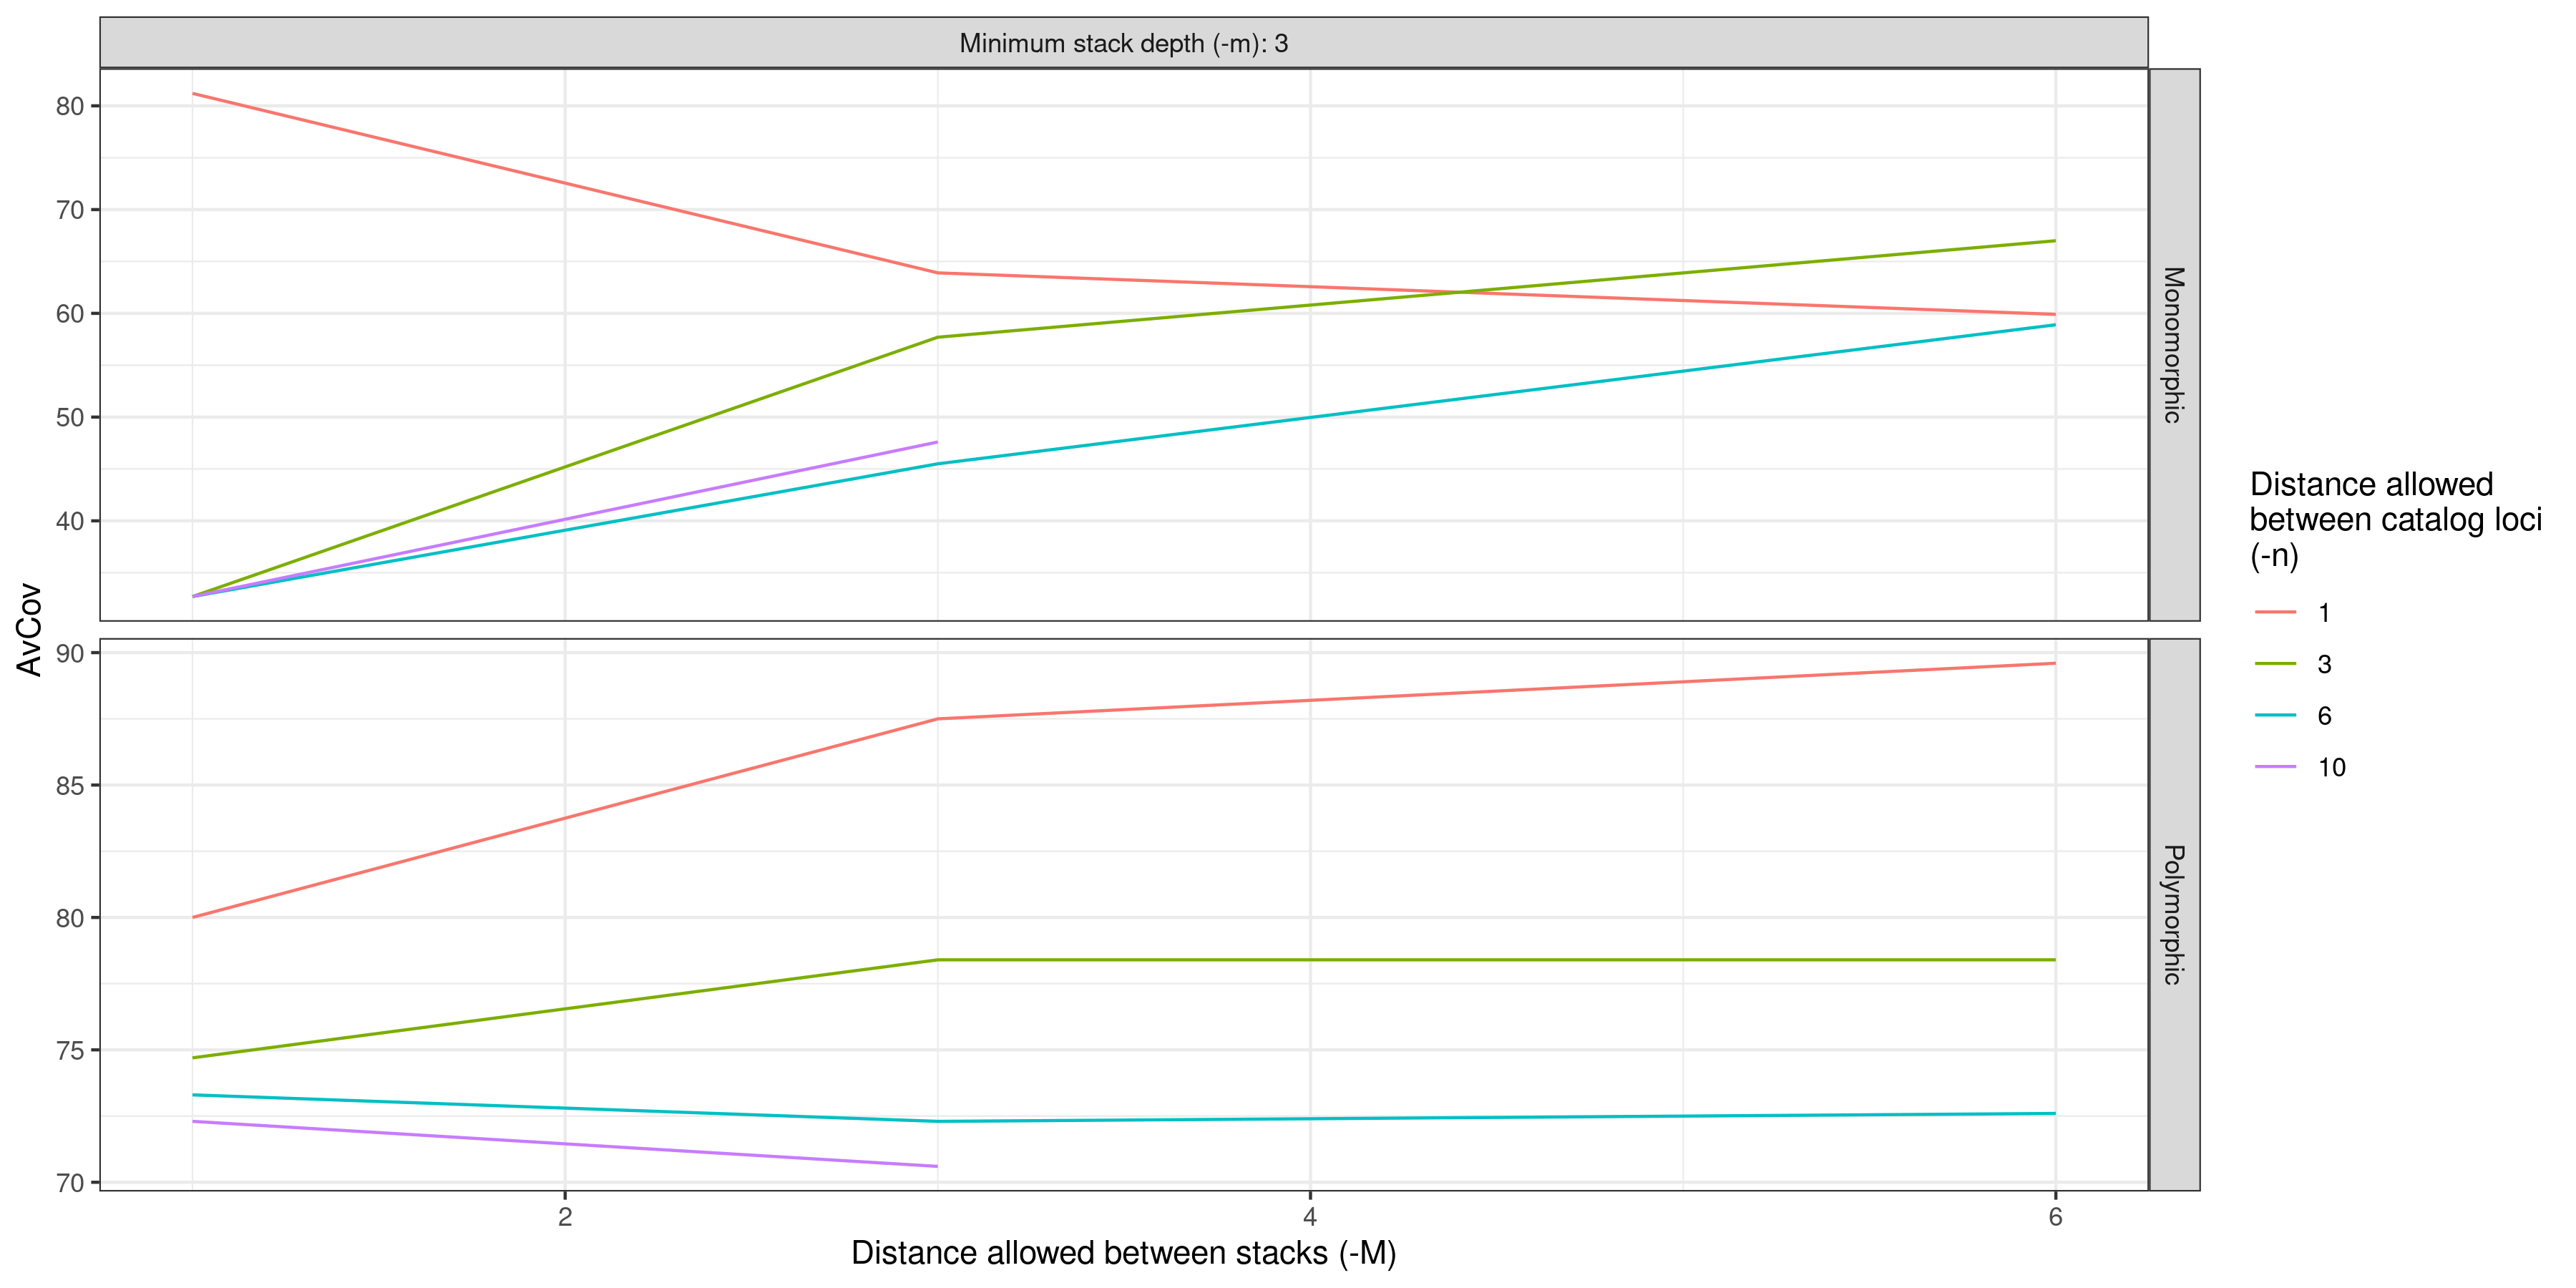 Minimum stack depth (-m): 3
80
70
60
50
40
Monomorphic
AvCov
90
85
80
75
70
Polymorphic
2
4
6
Distance allowed between stacks (-M)
Distance allowed
between catalog loci
(-n)
1
3
6
10